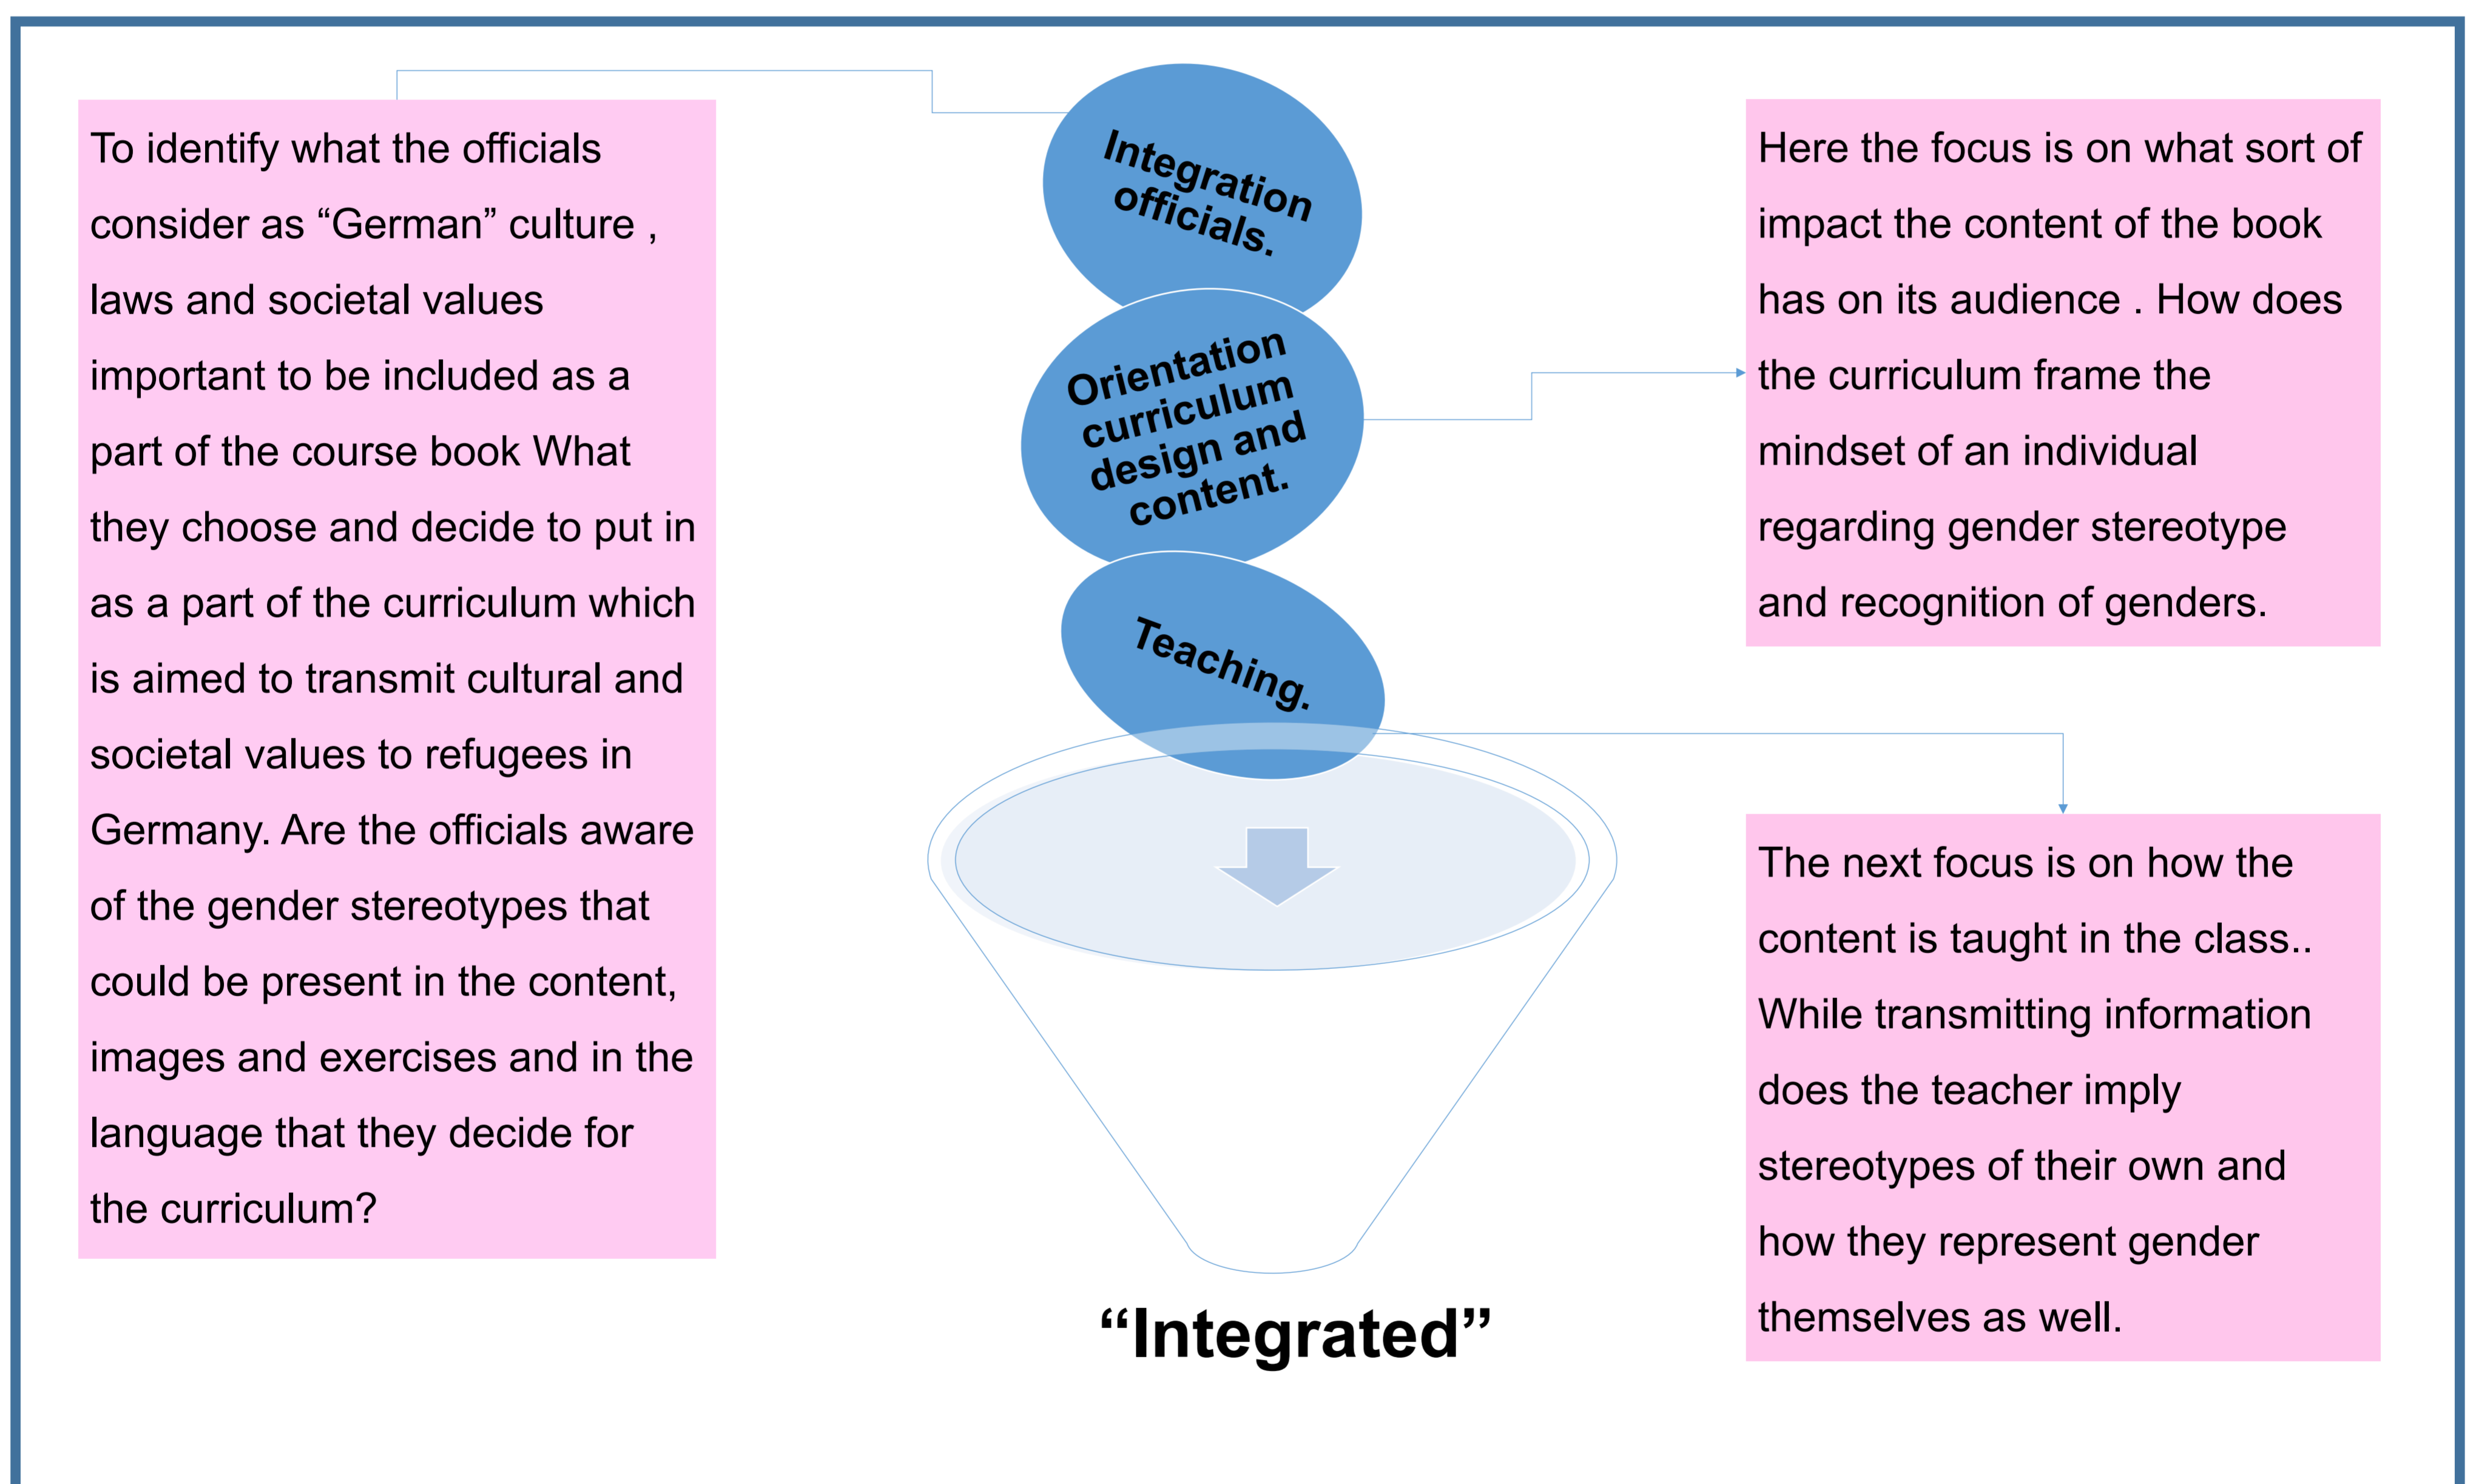 To identify what the officials
consider as “German” culture ,
laws and societal values
important to be included as a
part of the course book What
they choose and decide to put in
as a part of the curriculum which
is aimed to transmit cultural and
societal values to refugees in
Germany. Are the officials aware
of the gender stereotypes that
could be present in the content,
images and exercises and in the
language that they decide for
the curriculum?
Integration
officials.
Orientation
curriculum
design and
content.
Teaching.
“Integrated”
Here the focus is on what sort of
impact the content of the book
has on its audience . How does
the curriculum frame the
mindset of an individual
regarding gender stereotype
and recognition of genders.
The next focus is on how the
content is taught in the class..
While transmitting information
does the teacher imply
stereotypes of their own and
how they represent gender
themselves as well.